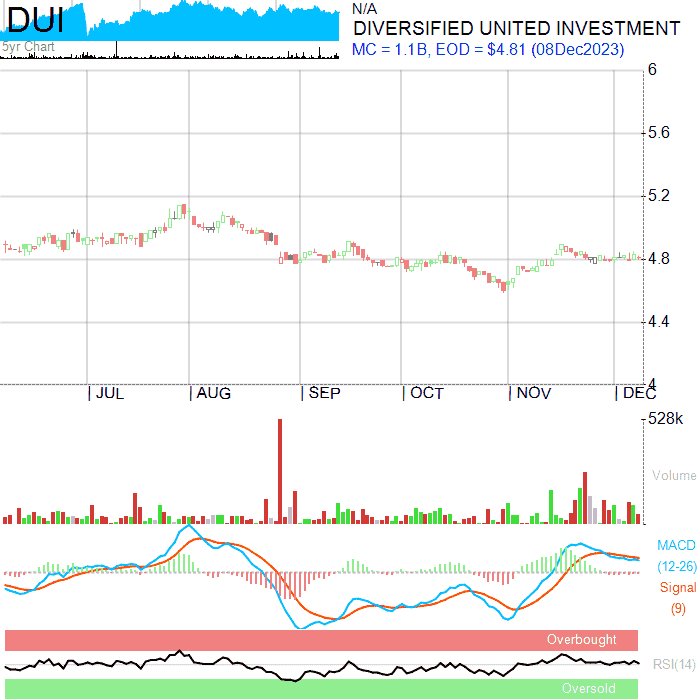 DUI
N/A
DIVERSIFIED UNITED INVESTMENT
5yr Chart
MC = 1.1B, EOD = $4.81 (08Dec2023)
6
5.6
5.2
4.8
4.4
4
JUL AUG SEP OCT NOV DEC
528k
Volume
MACD
(12-26)
Signal
(9)
Overbought
RSI(14)
Oversold